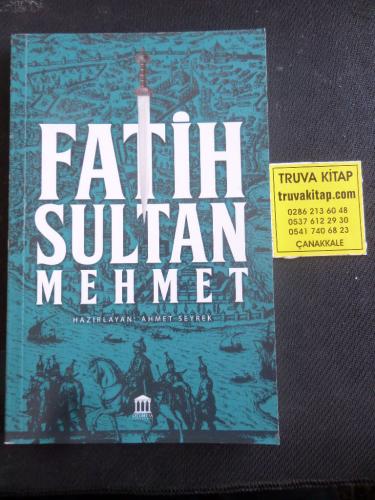 FATİH
SULTAN
MEHMET
HAZIRLAYAN: AHMET SEYREK
TRUVA KİTAP
truvakitap.com
0286 213 60 48
0537 612 29 30
0541 740 68 23
ÇANAKKALE